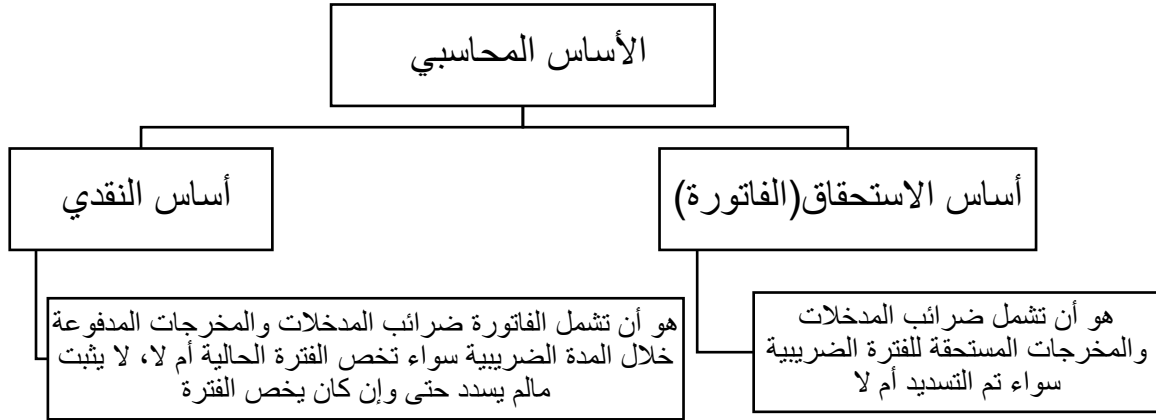 الأساس المحاسبي
أساس الاستحقاق(الفاتورة)
هو أن تشمل ضرائب المدخلات
والمخرجات المستحقة للفترة الضريبية
سواء تم التسديد أم لا
أساس النقدي
هو أن تشمل الفاتورة ضرائب المدخلات والمخرجات المدفوعة
خلال المدة الضريبية سواء تخص الفترة الحالية أم لا، لا يثبت
مالم يسدد حتى وإن كان يخص الفترة